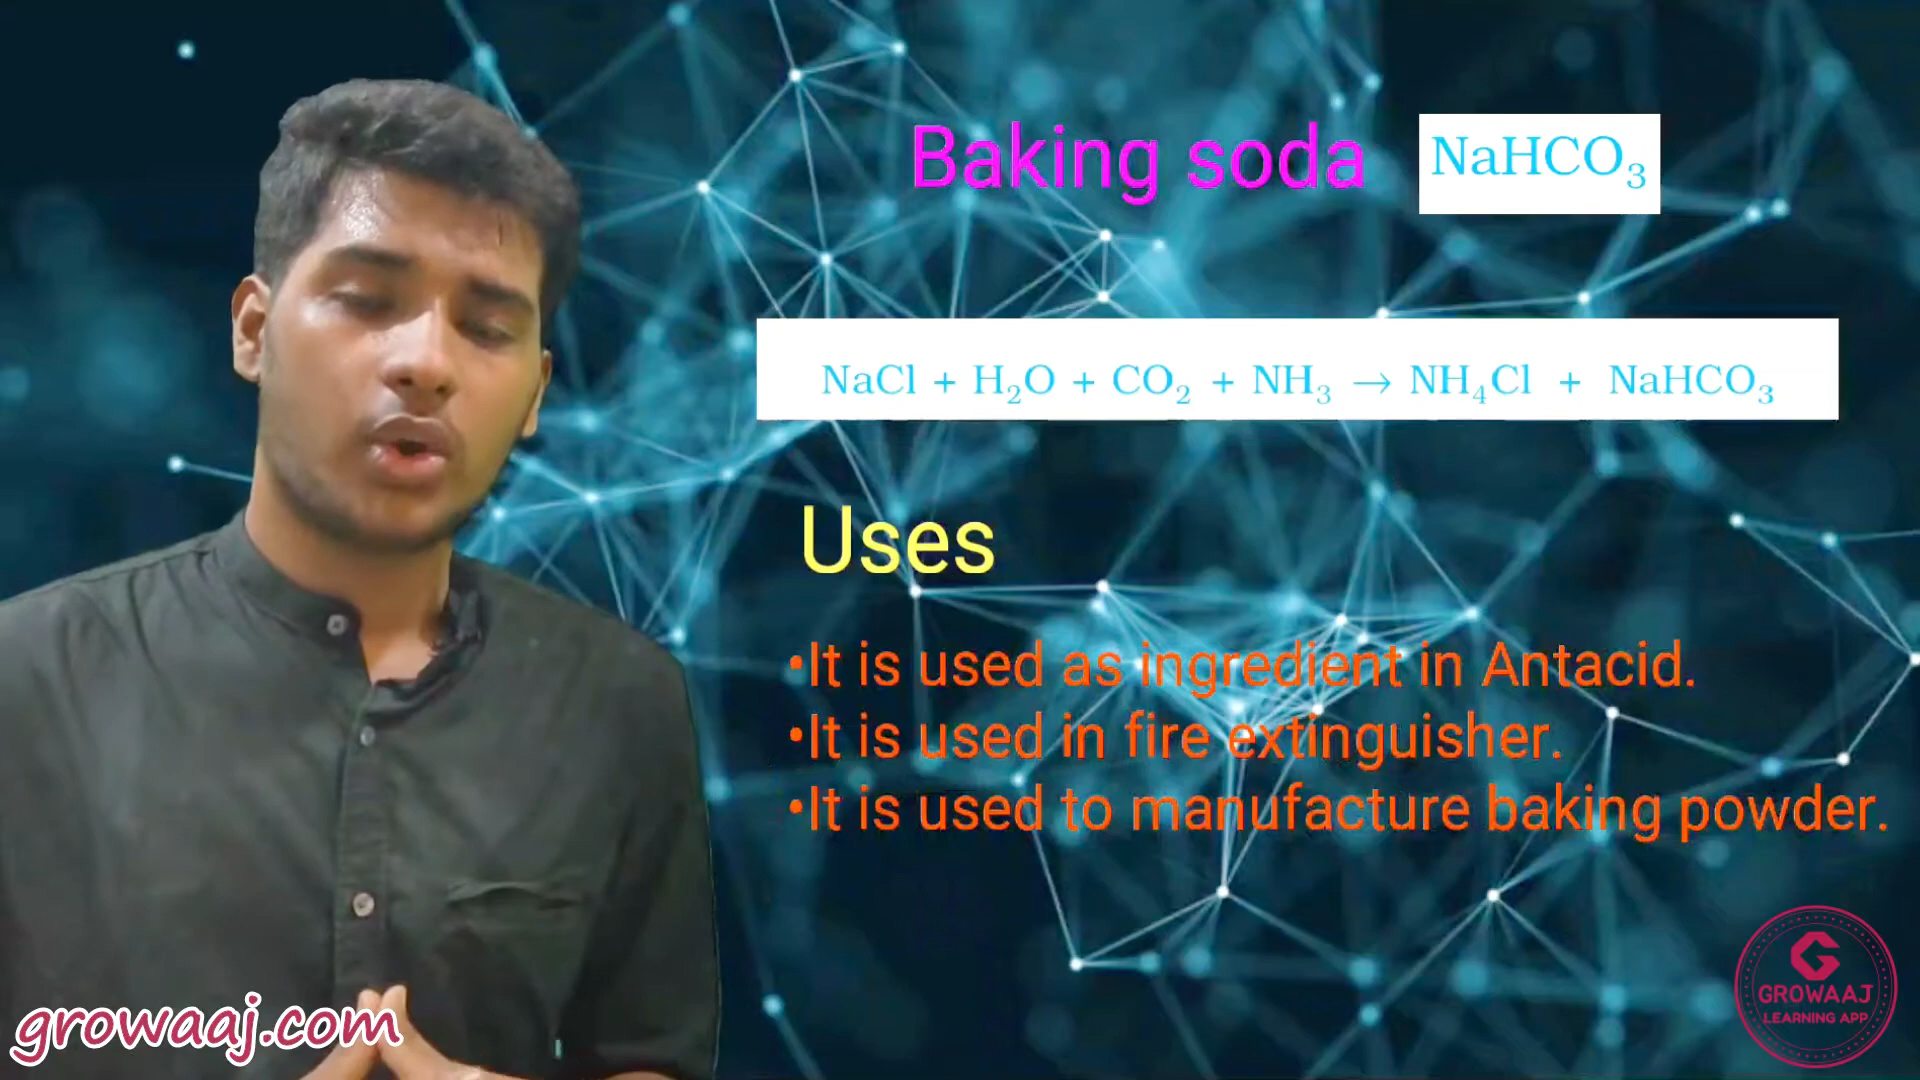 Baking soda NaHCO₃
NaCl + H₂O + CO₂ + NH₃ → NH₄Cl + NaHCO₃
Uses
•It is used as ingredient in Antacid.
•It is used in fire extinguisher.
•It is used to manufacture baking powder.
growaaj.com
G
GROWAAJ
LEARNING APP